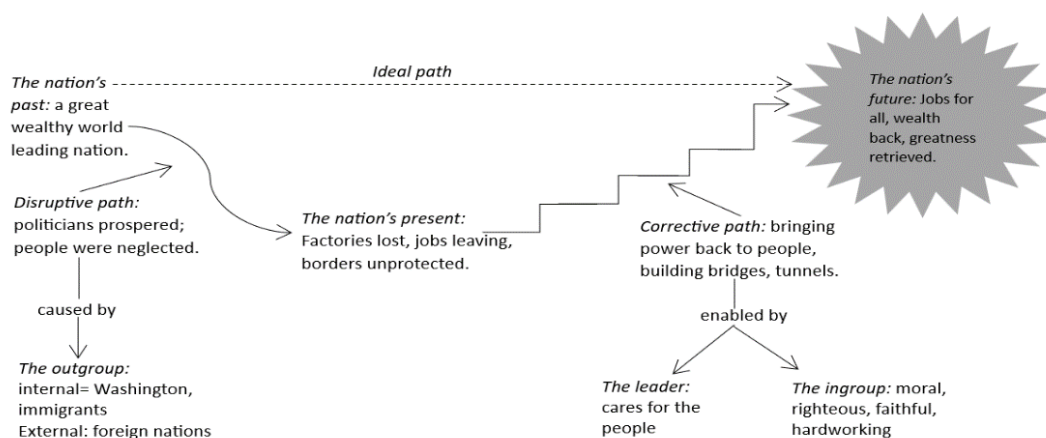 Ideal path
The nation's
past: a great
wealthy world
leading nation.
The nation's
future: Jobs for
all, wealth
back, greatness
retrieved.
Disruptive path:
politicians prospered;
people were neglected.
The nation's present:
Factories lost, jobs leaving,
borders unprotected.
Corrective path: bringing
power back to people,
building bridges, tunnels.
caused by
enabled by
The outgroup:
internal= Washington,
immigrants
External: foreign nations
The leader:
cares for the
people
The ingroup: moral,
righteous, faithful,
hardworking